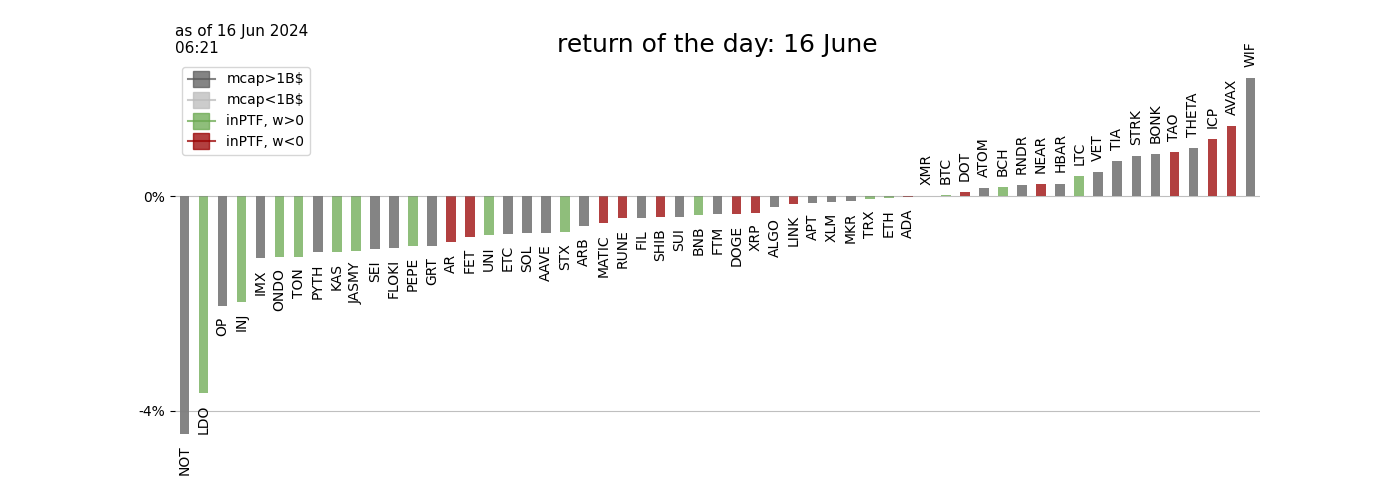 as of 16 Jun 2024
06:21
return of the day: 16 June
mcap>1B$
mcap<1B$
inPTF, w>0
inPTF, w<0
0%
-4%
NOT
LDO
OP
INJ
IMX
ONDO
TON
PYTH
KAS
JASMY
SEI
FLOKI
PEPE
GRT
AR
FET
UNI
ETC
SOL
AAVE
STX
ARB
MATIC
RUNE
FIL
SHIB
SUI
BNB
FTM
DOGE
XRP
ALGO
LINK
APT
XLM
MKR
TRX
ETH
ADA
XMR
BTC
DOT
ATOM
BCH
RNDR
NEAR
HBAR
LTC
VET
TIA
STRK
BONK
TAO
THETA
ICP
AVAX
WIF